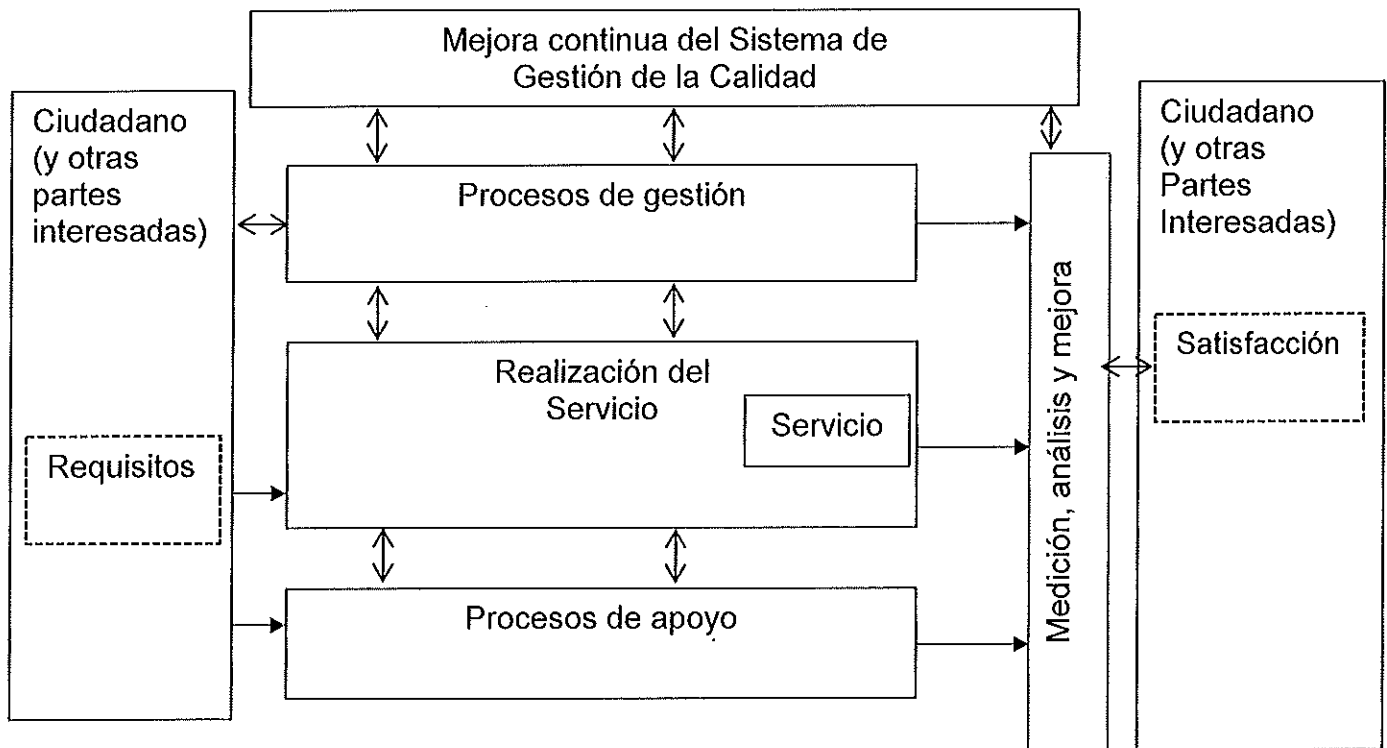 Mejora continua del Sistema de
Gestión de la Calidad
Ciudadano
(y otras
partes
interesadas)
Requisitos
Procesos de gestión
Realización del
Servicio
Servicio
Procesos de apoyo
Medición, análisis y mejora
Ciudadano
(y otras
Partes
Interesadas)
Satisfacción